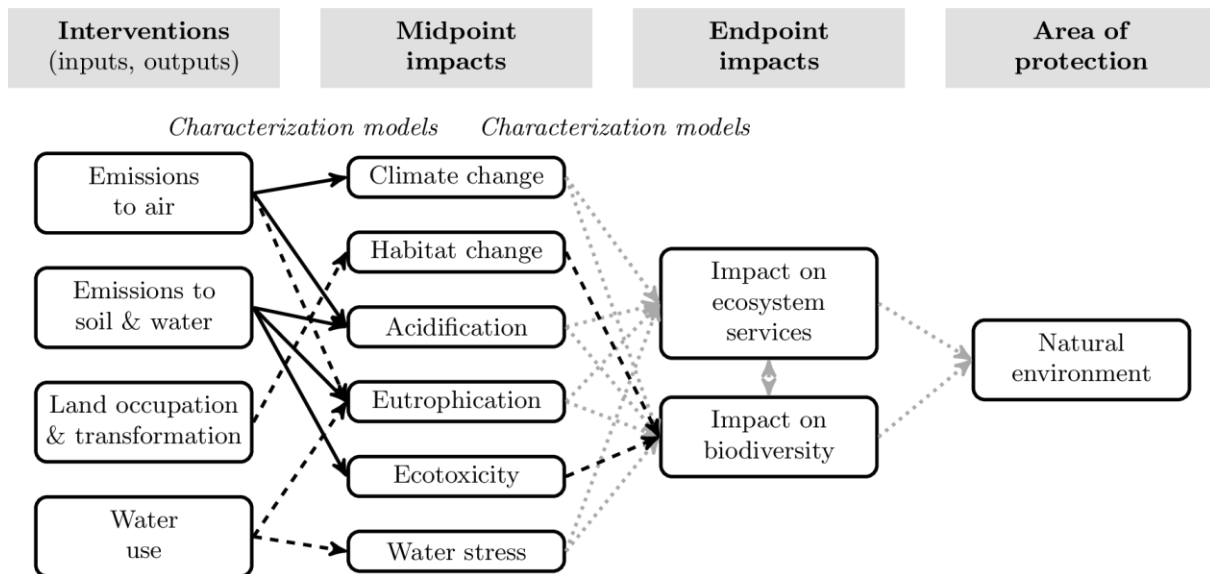 Interventions
(inputs, outputs)
Midpoint
impacts
Endpoint
impacts
Area of
protection
Characterization models
Characterization models
Emissions
to air
Emissions to
soil & water
Land occupation
& transformation
Water
use
Climate change
Habitat change
Acidification
Eutrophication
Ecotoxicity
Water stress
Impact on
ecosystem
services
Impact on
biodiversity
Natural
environment